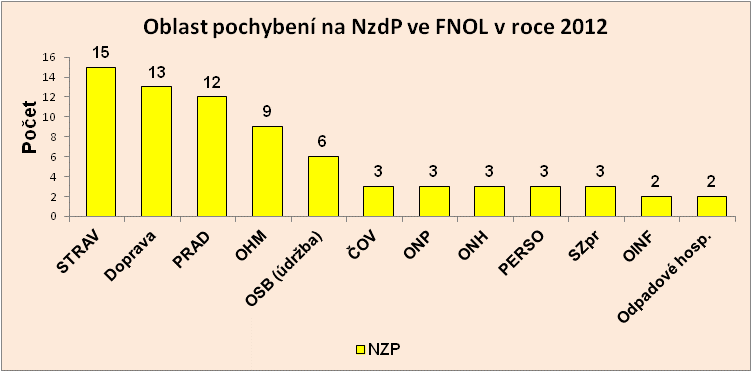 Oblast pochybení na NzdP ve FNOL v roce 2012
Počet
16
14
12
10
8
6
4
2
0
15
13
12
9
6
3
3
3
3
3
2
2
STRAV
Doprava
PRAD
OHM
OSB (údržba)
ČOV
ONP
ONH
PERSO
SZpr
OINF
Odpadové hosp.
NZP